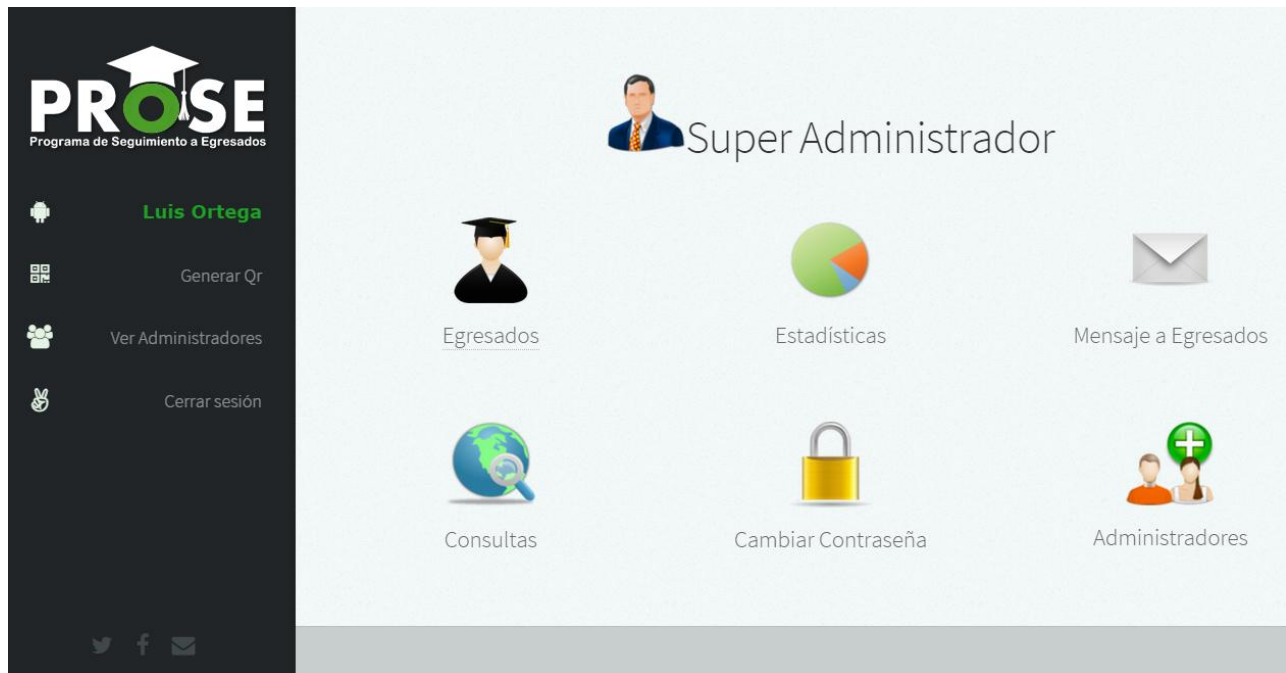 PROSE
Programa de Seguimiento a Egresados
Luis Ortega
Generar Qr
Ver Administradores
Cerrar sesión
Super Administrador
Egresados
Estadísticas
Mensaje a Egresados
Consultas
Cambiar Contraseña
Administradores